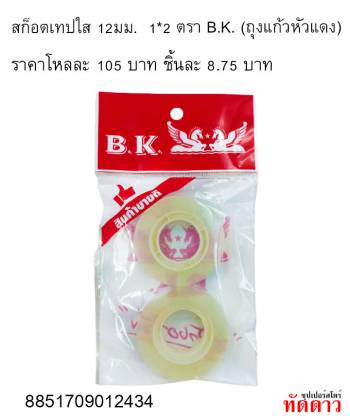 สก็อตเทปใส 12มม. 1*2 ตรา B.K. (ถุงแก้วหัวแดง)
ราคาโหลละ 105 บาท ชิ้นละ 8.75 บาท
B.K.
สินค้าขายดี
8851709012434
ซุปเปอร์สโตร์
ทัดดาว